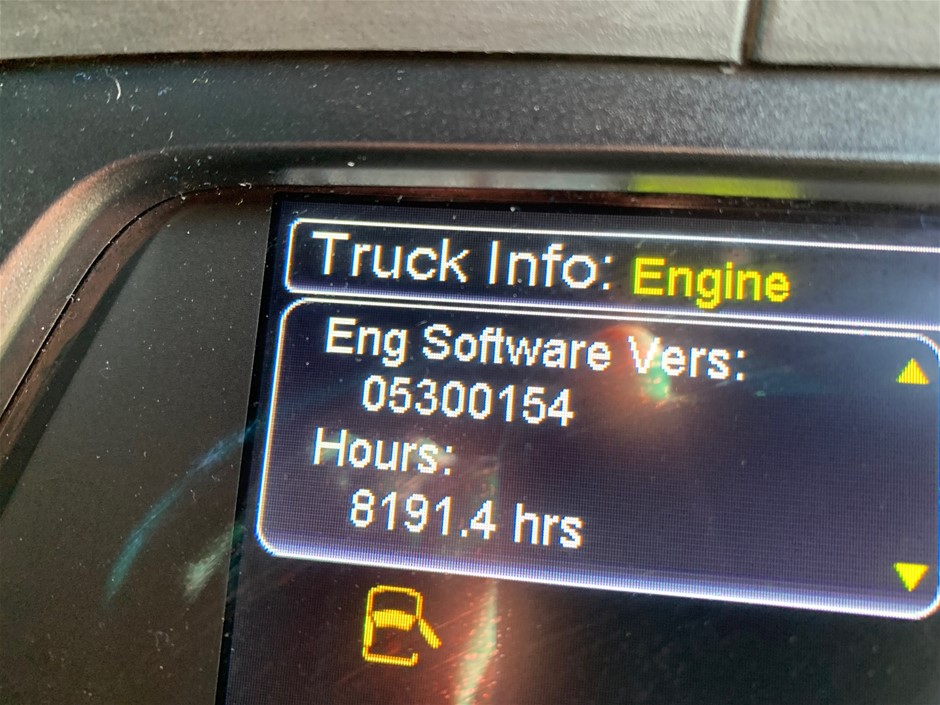 Truck Info: Engine
Eng Software Vers:
05300154
Hours:
8191.4 hrs